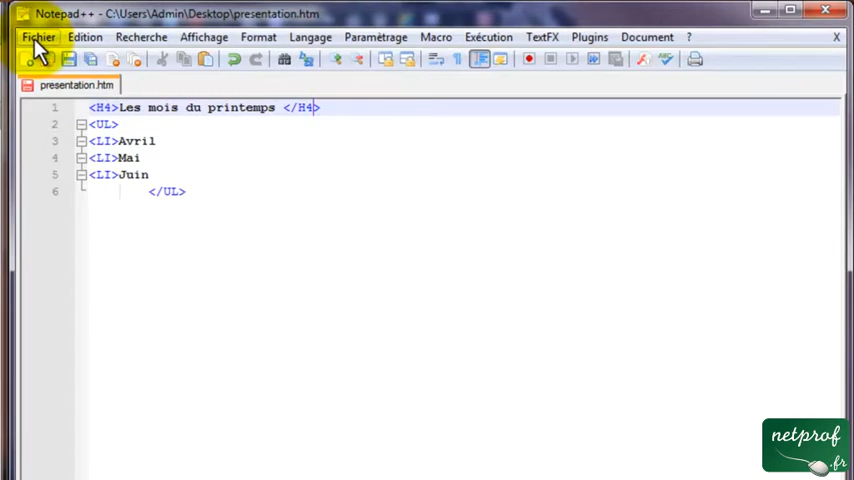 Notepad++ - C:\Users\Admin\Desktop\presentation.htm
Fichier Edition Recherche Affichage Format Langage Paramètrage Macro Exécution TextFX Plugins Document ? X
presentation.htm
1 <H4>Les mois du printemps </H4>
2 <UL>
3 <LI>Avril
4 <LI>Mai
5 <LI>Juin
6 </UL>
netprof
.fr